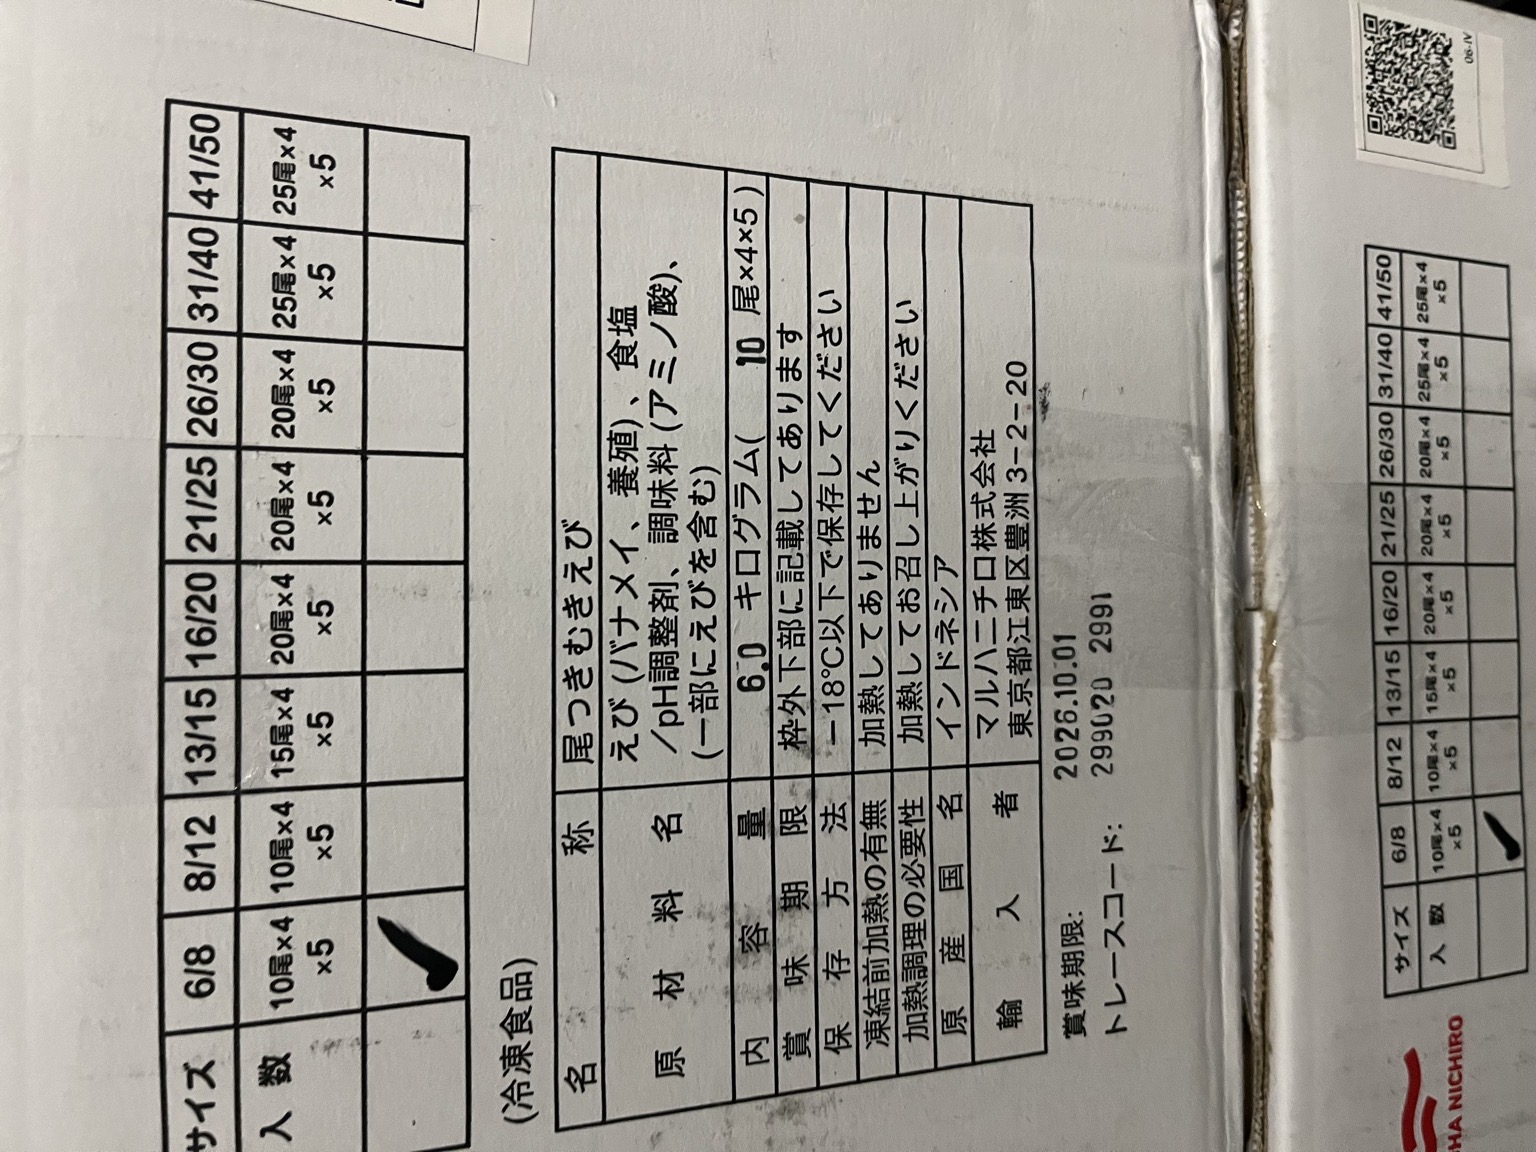 サイズ 6/8 8/12 13/15 16/20 21/25 26/30 31/40 41/50
入数 10尾×4×5 10尾×4×5 15尾×4×5 20尾×4×5 20尾×4×5 20尾×4×5 25尾×4×5 25尾×4×5
(冷凍食品)
名称 尾つきむきえび
原材料名 えび(バナメイ、養殖)、食塩
/pH調整剤、調味料(アミノ酸)、
(一部にえびを含む)
内容量 6.0 キログラム( 10 尾×4×5)
賞味期限 枠外下部に記載してあります
保存方法 -18℃以下で保存してください
凍結前加熱の有無 加熱してありません
加熱調理の必要性 加熱してお召し上がりください
原産国名 インドネシア
輸入者 マルハニチロ株式会社
東京都江東区豊洲3-2-20
賞味期限: 2026.10.01
トレースコード: 299020 2991
06-IV
サイズ 6/8 8/12 13/15 16/20 21/25 26/30 31/40 41/50
入数 10尾×4×5 10尾×4×5 15尾×4×5 20尾×4×5 20尾×4×5 20尾×4×5 25尾×4×5 25尾×4×5
HA NICHIRO